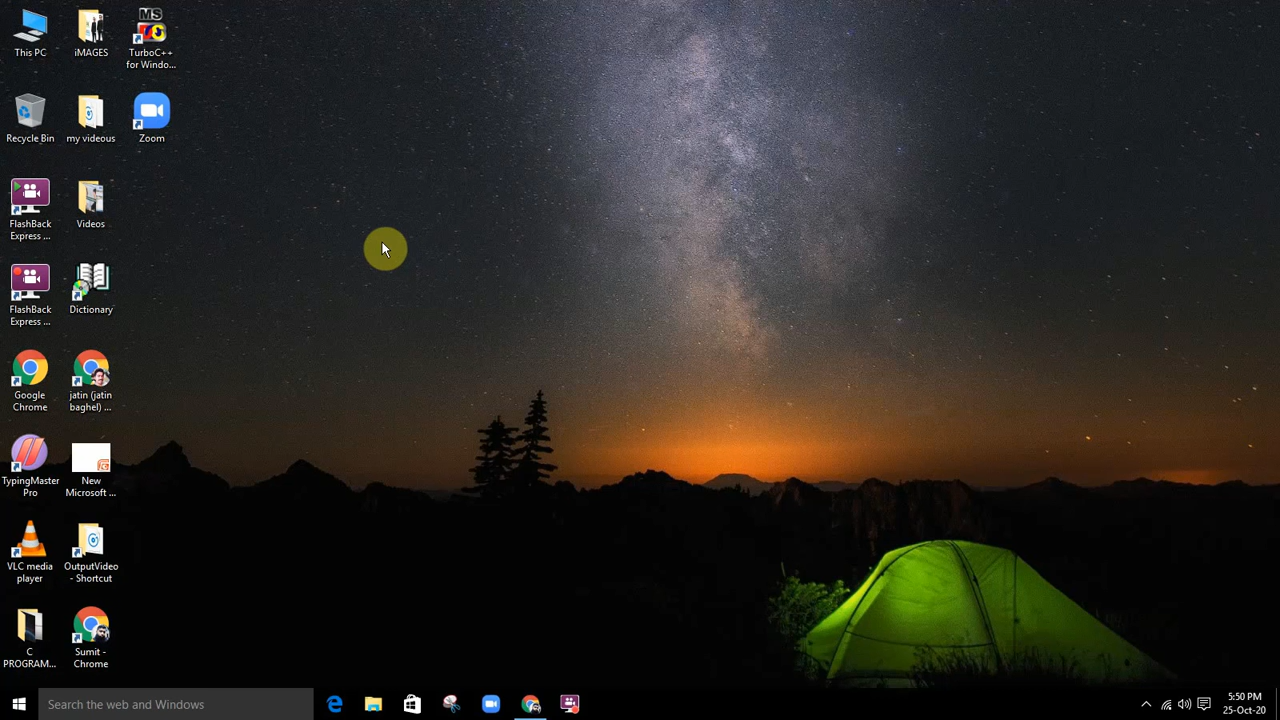 This PC
iMAGES
MS
TurboC++
for Windo...
Recycle Bin
my videous
Zoom
FlashBack
Express ...
Videos
FlashBack
Express ...
Dictionary
Google
Chrome
jatin (jatin
baghel) ...
TypingMaster
Pro
New
Microsoft ...
VLC media
player
OutputVideo
- Shortcut
C
PROGRAM...
Sumit -
Chrome
Search the web and Windows
5:50 PM
25-Oct-20